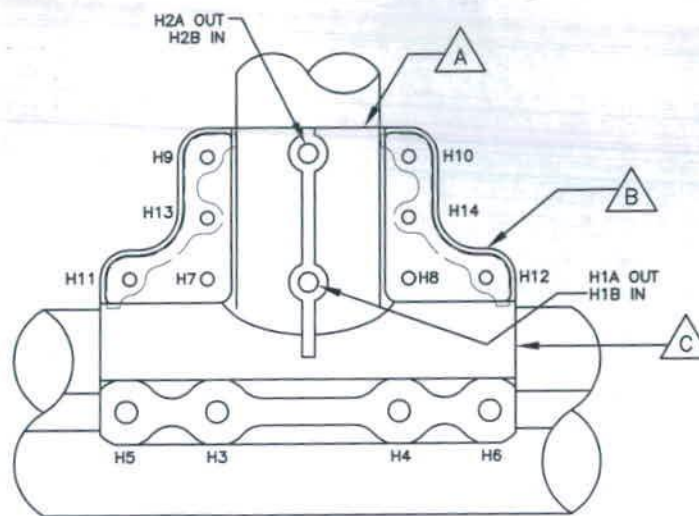 H2A OUT
H2B IN
A
H9
H10
H13
H14
B
H11
H7
H8
H12
H1A OUT
H1B IN
C
H5
H3
H4
H6